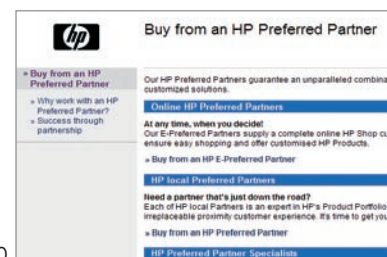 hp
Buy from an HP Preferred Partner
» Buy from an HP
Preferred Partner
» Why work with an HP
Preferred Partner?
» Success through
partnership
Our HP Preferred Partners guarantee an unparalleled
customized solutions.
Online HP Preferred Partners
At any time, when you decide!
Our E-Preferred Partners supply a complete online HP Shop
ensure easy shopping and offer customised HP Products.
» Buy from an HP E-Preferred Partner
HP local Preferred Partners
Need a partner that's just down the road?
Each of HP local Partners is an expert in HP's Product Portfolio
irreplaceable proximity customer experience. It's time to get
» Buy from an HP Preferred Partner
HP Preferred Partner Specialists